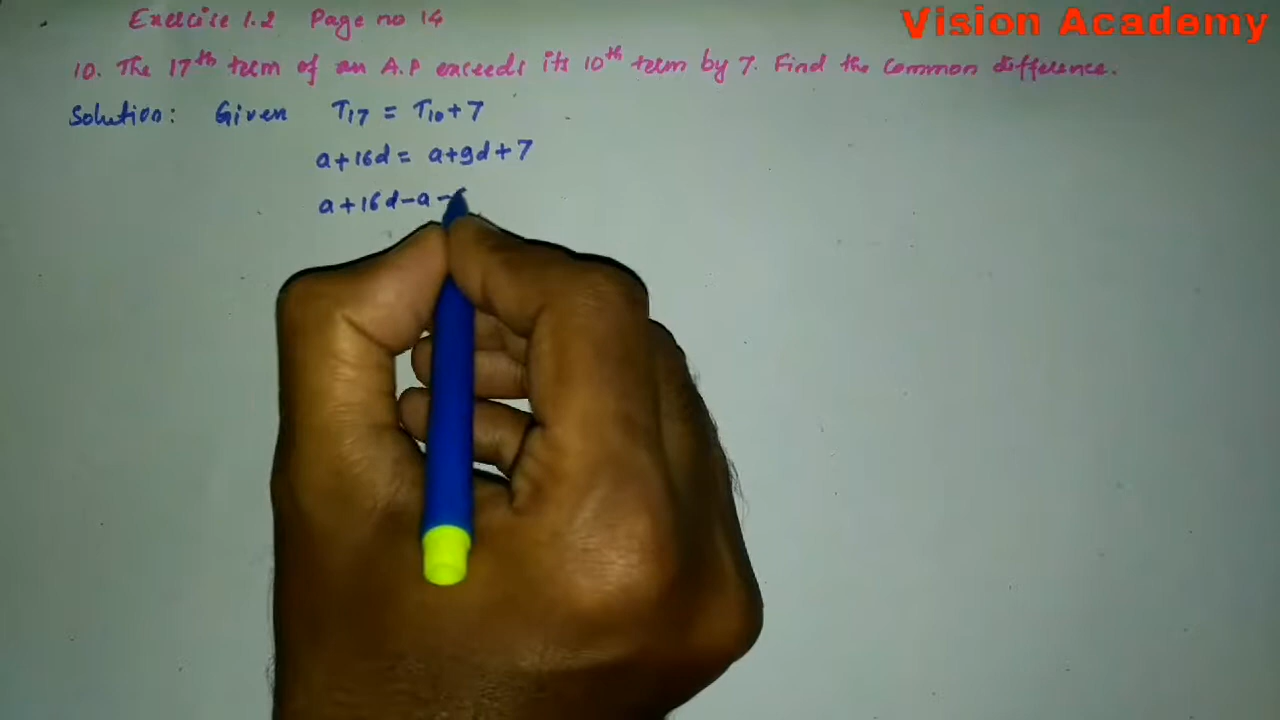 Exercise 1.2 Page no 14
Vision Academy
10. The 17th term of an A.P exceeds its 10th term by 7. Find the common difference.
Solution: Given T17 = T10+7
a+16d = a+9d+7
a+16d-a-